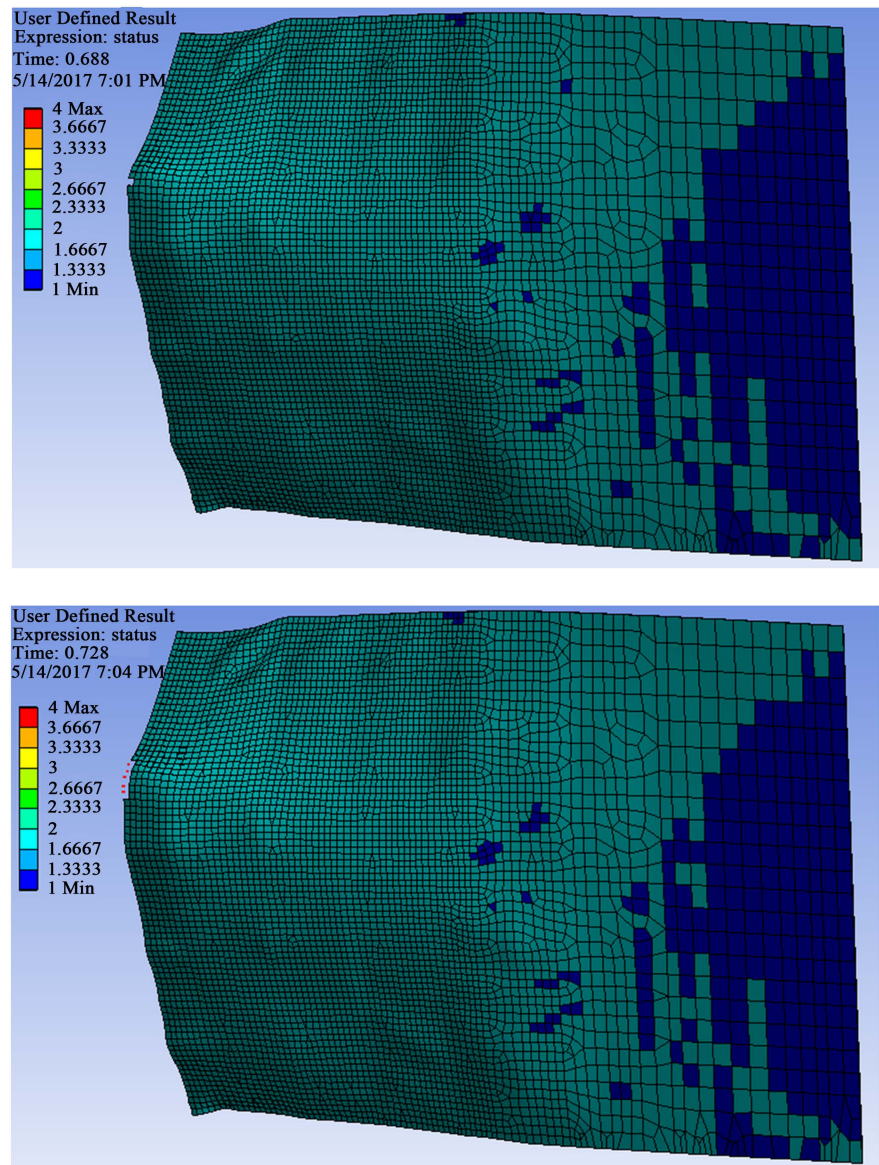 User Defined Result
Expression: status
Time: 0.688
5/14/2017 7:01 PM
4 Max
3.6667
3.3333
3
2.6667
2.3333
2
1.6667
1.3333
1 Min
User Defined Result
Expression: status
Time: 0.728
5/14/2017 7:04 PM
4 Max
3.6667
3.3333
3
2.6667
2.3333
2
1.6667
1.3333
1 Min